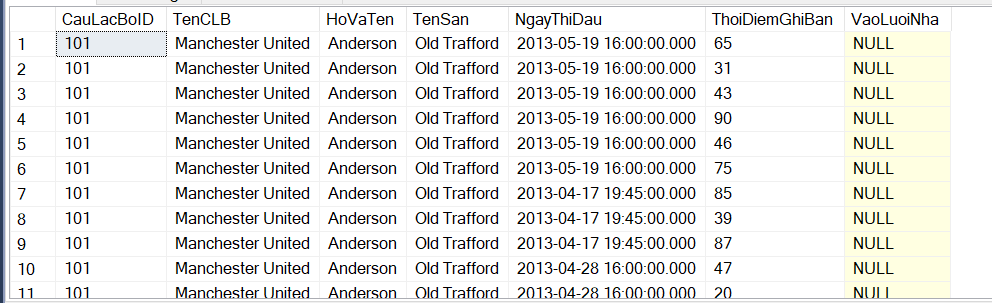 CauLacBoID TenCLB HoVaTen TenSan NgayThiDau ThoiDiemGhiBan VaoLuoiNha
1 101 Manchester United Anderson Old Trafford 2013-05-19 16:00:00.000 65 NULL
2 101 Manchester United Anderson Old Trafford 2013-05-19 16:00:00.000 31 NULL
3 101 Manchester United Anderson Old Trafford 2013-05-19 16:00:00.000 43 NULL
4 101 Manchester United Anderson Old Trafford 2013-05-19 16:00:00.000 90 NULL
5 101 Manchester United Anderson Old Trafford 2013-05-19 16:00:00.000 46 NULL
6 101 Manchester United Anderson Old Trafford 2013-05-19 16:00:00.000 75 NULL
7 101 Manchester United Anderson Old Trafford 2013-04-17 19:45:00.000 85 NULL
8 101 Manchester United Anderson Old Trafford 2013-04-17 19:45:00.000 39 NULL
9 101 Manchester United Anderson Old Trafford 2013-04-17 19:45:00.000 87 NULL
10 101 Manchester United Anderson Old Trafford 2013-04-28 16:00:00.000 47 NULL
11 101 Manchester United Anderson Old Trafford 2013-04-28 16:00:00.000 20 NULL